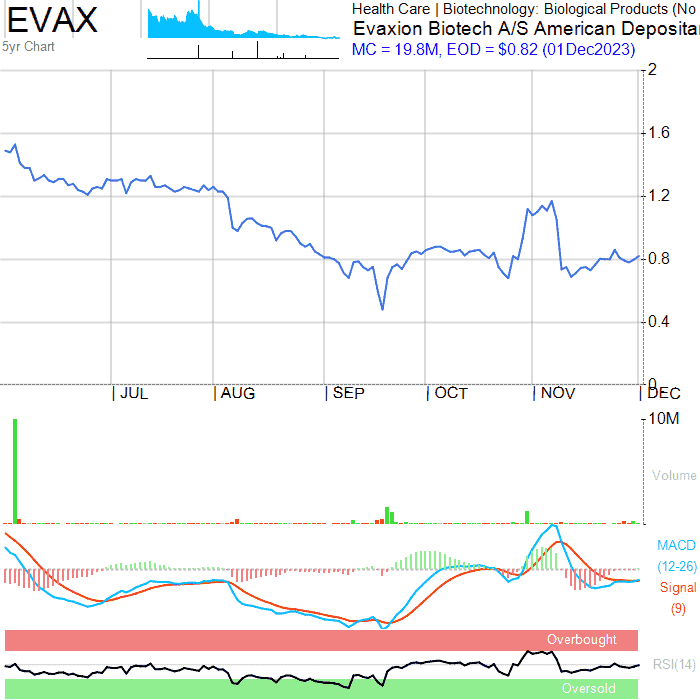 EVAX
5yr Chart
Health Care | Biotechnology: Biological Products (No
Evaxion Biotech A/S American Depositar
MC = 19.8M, EOD = $0.82 (01Dec2023)
2
1.6
1.2
0.8
0.4
0
JUL AUG SEP OCT NOV DEC
10M
Volume
MACD
(12-26)
Signal
(9)
Overbought
RSI(14)
Oversold